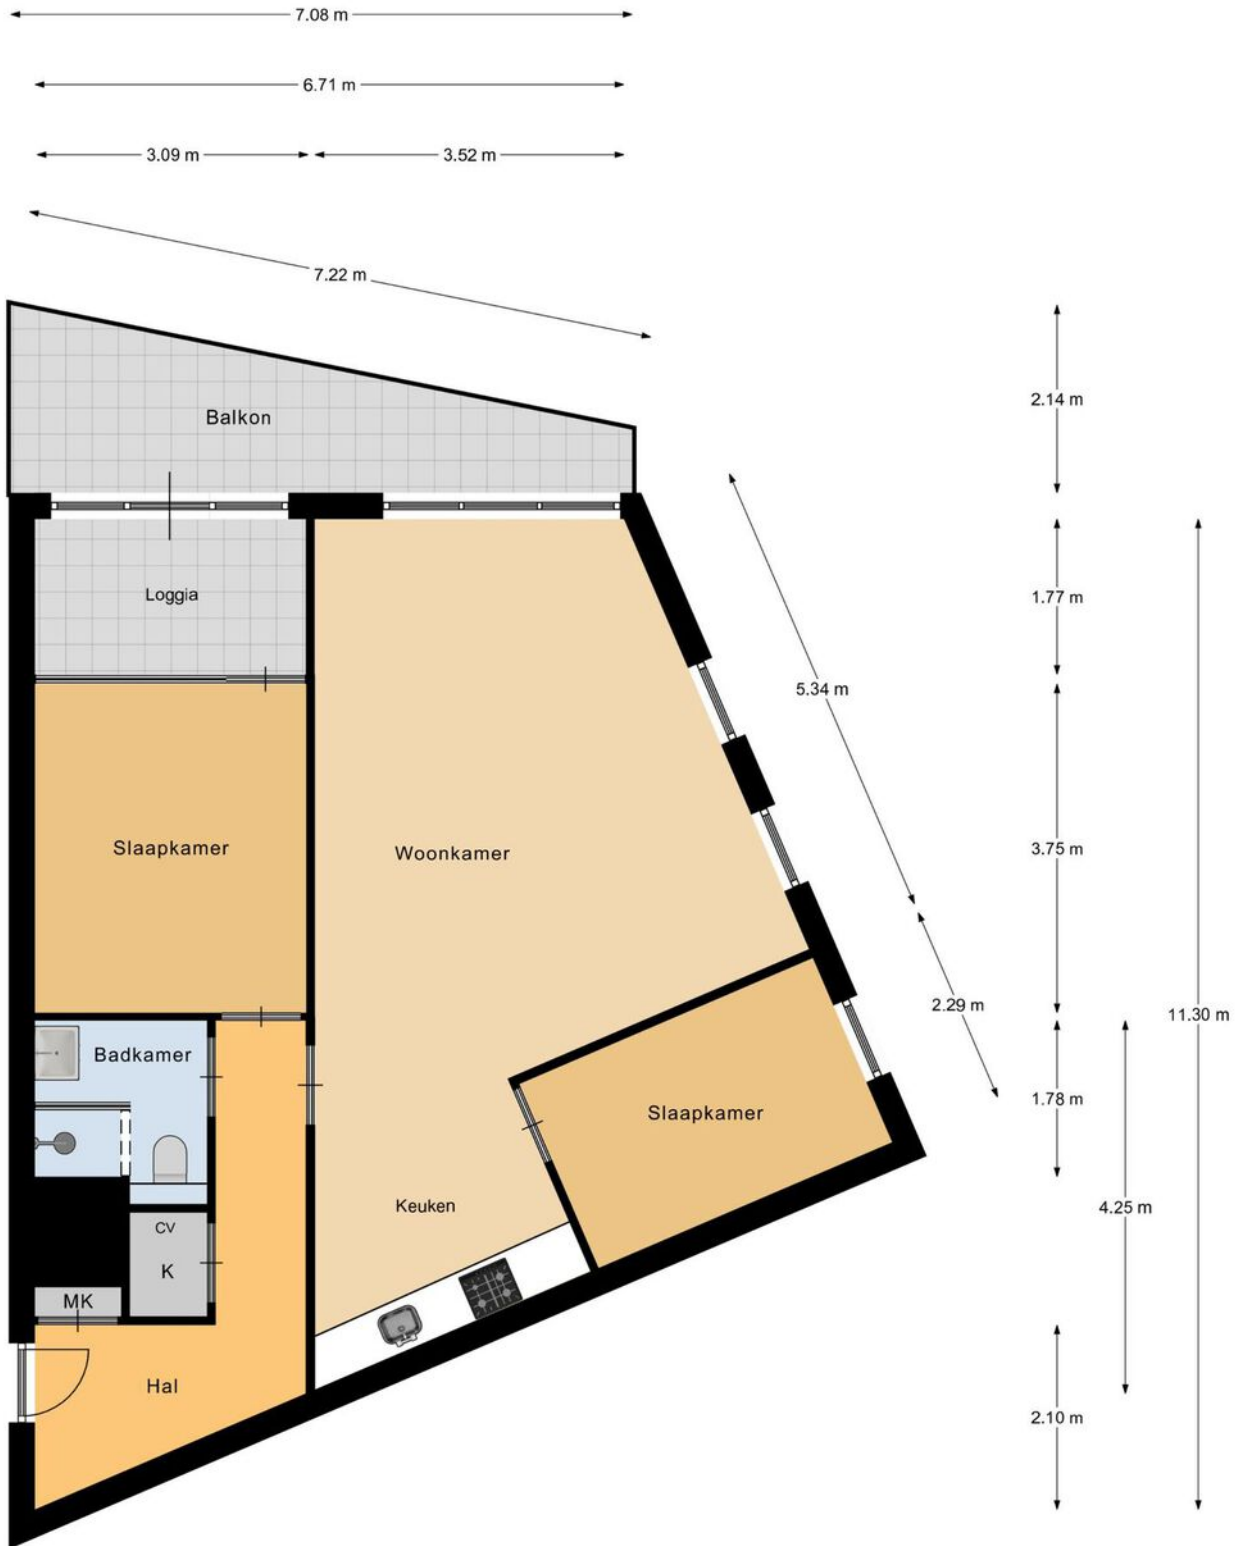 7.08 m
6.71 m
3.09 m
3.52 m
7.22 m
2.14 m
Balkon
1.77 m
Loggia
5.34 m
3.75 m
Slaapkamer
Woonkamer
2.29 m
11.30 m
Badkamer
1.78 m
Slaapkamer
Keuken
4.25 m
CV
K
MK
Hal
2.10 m